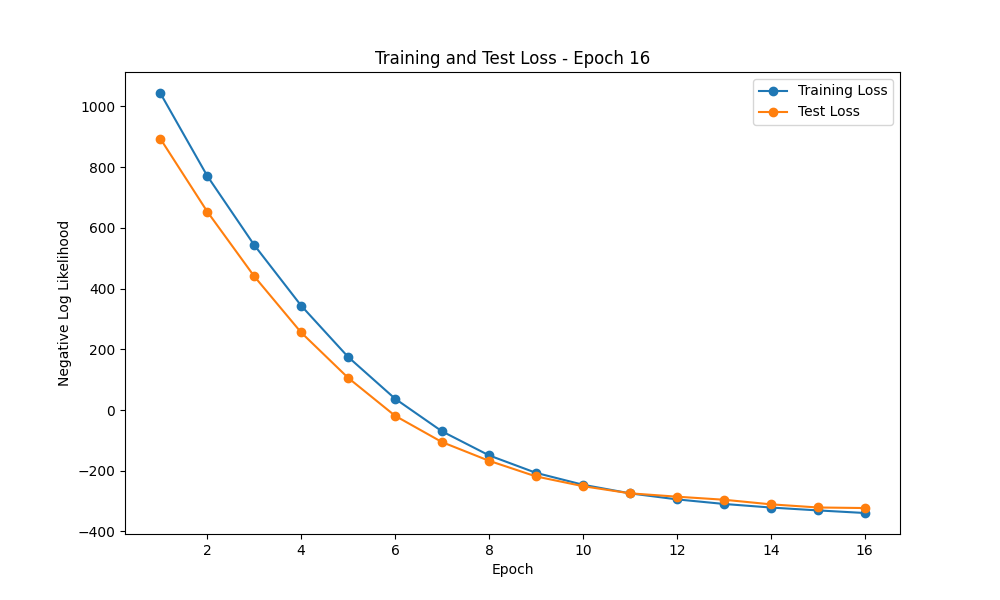 Training and Test Loss - Epoch 16
Training Loss
Test Loss
1000
800
600
400
200
0
−200
−400
Negative Log Likelihood
2 4 6 8 10 12 14 16
Epoch